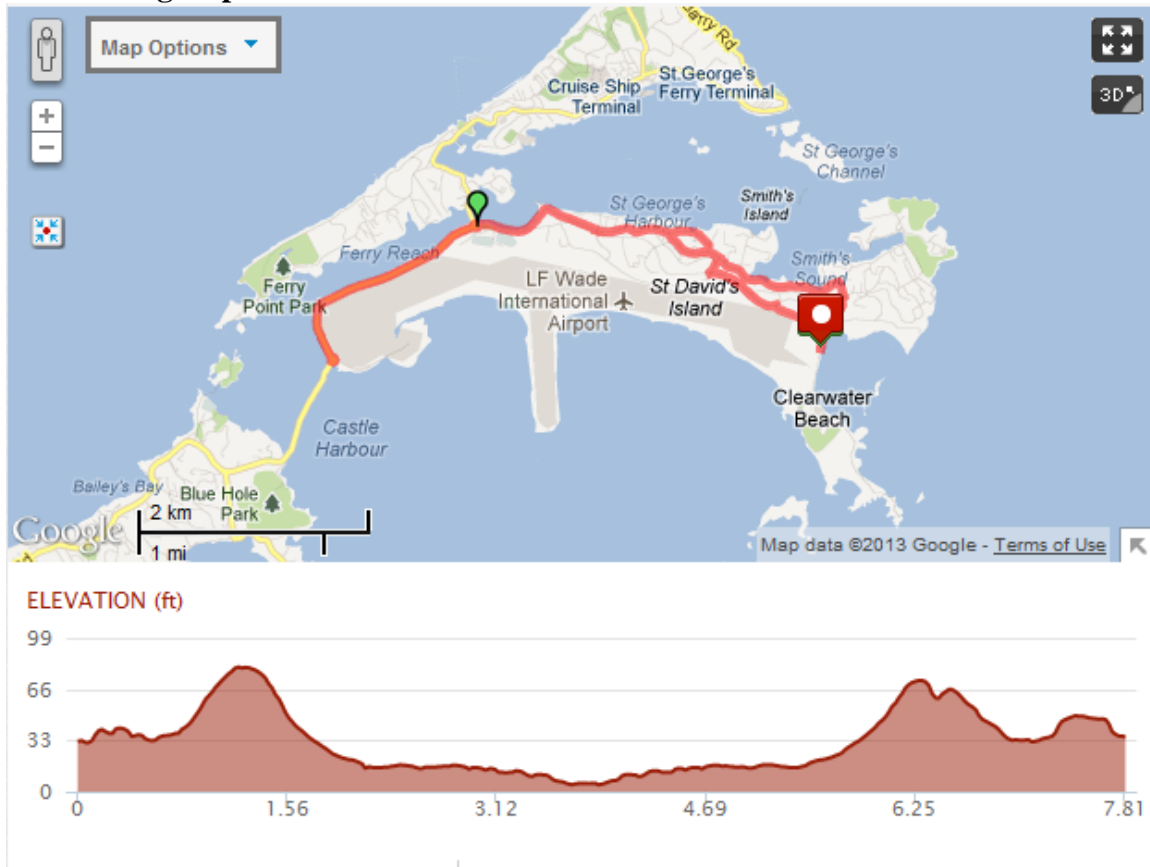 Map Options
Barry Rd
Cruise Ship
Terminal
St George's
Ferry Terminal
3D
St George's
Channel
St George's
Harbour
Smith's
Island
Ferry Reach
Smith's
Sound
Ferry
Point Park
LF Wade
International
Airport
St David's
Island
Clearwater
Beach
Castle
Harbour
Bailey's Bay
Blue Hole
Park
2 km
Google
1 mi
Map data ©2013 Google - Terms of Use
ELEVATION (ft)
99
66
33
0
0 1.56 3.12 4.69 6.25 7.81